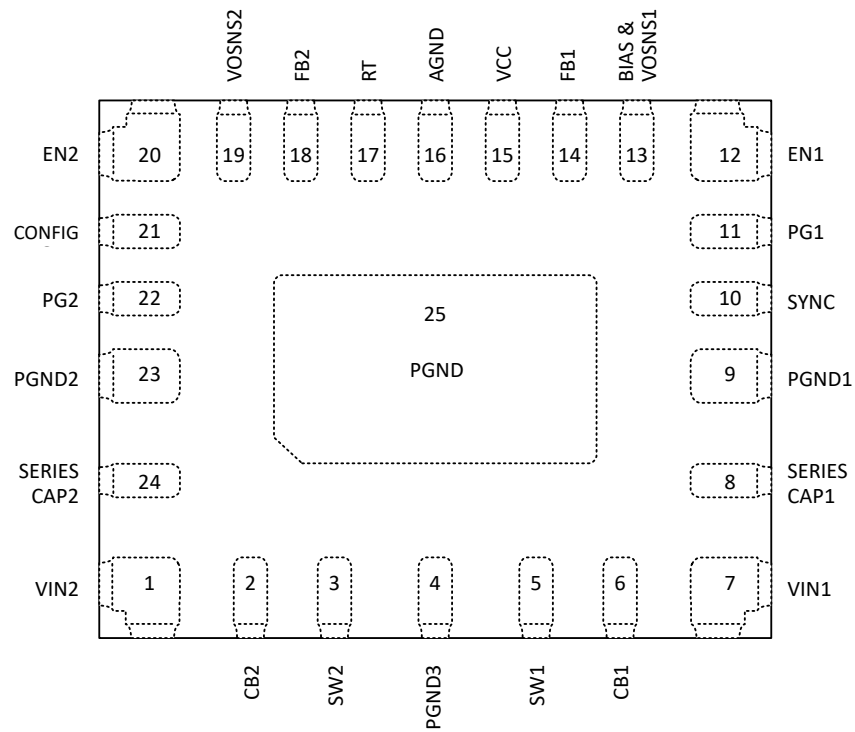 VOSNS2
FB2
RT
AGND
VCC
FB1
BIAS &
VOSNS1
EN2
20
19
18
17
16
15
14
13
12
EN1
CONFIG
21
11
PG1
PG2
22
10
SYNC
25
PGND
PGND2
23
9
PGND1
SERIES
CAP2
24
8
SERIES
CAP1
VIN2
1
2
3
4
5
6
7
VIN1
CB2
SW2
PGND3
SW1
CB1